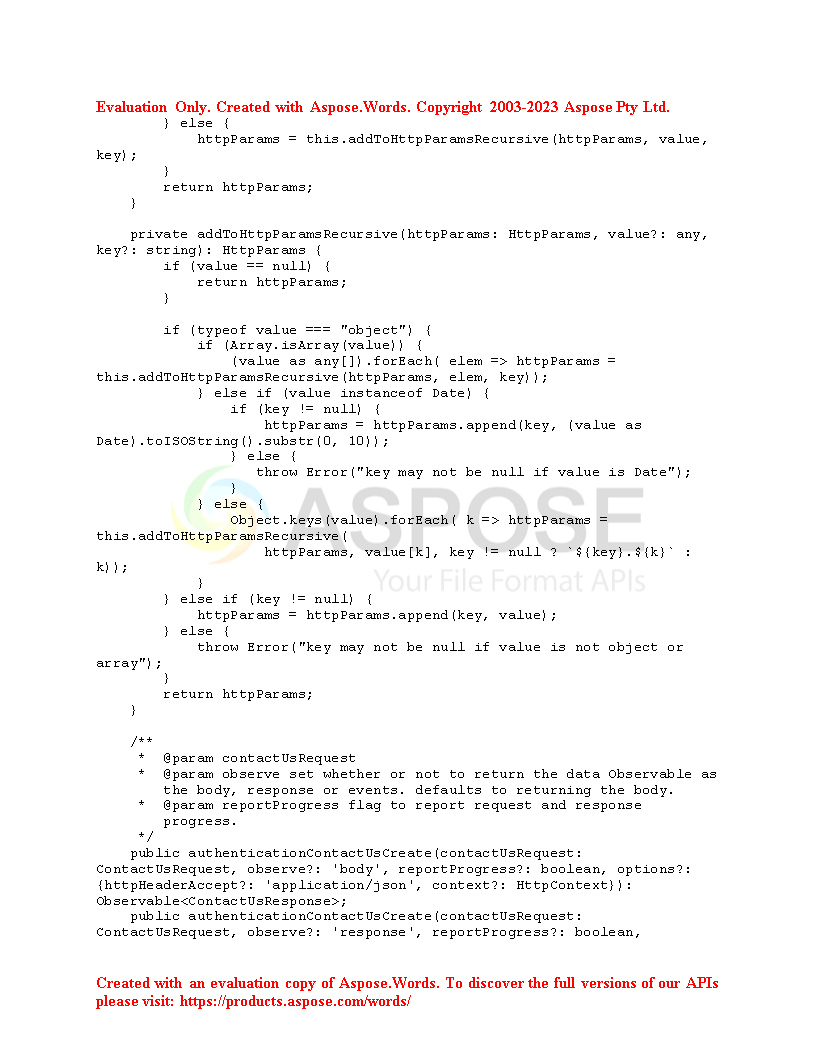 Evaluation Only. Created with Aspose.Words. Copyright 2003-2023 Aspose Pty Ltd.
        } else {
            httpParams = this.addToHttpParamsRecursive(httpParams, value,
key);
        }
        return httpParams;
    }

    private addToHttpParamsRecursive(httpParams: HttpParams, value?: any,
key?: string): HttpParams {
        if (value == null) {
            return httpParams;
        }

        if (typeof value === "object") {
            if (Array.isArray(value)) {
                (value as any[]).forEach( elem => httpParams =
this.addToHttpParamsRecursive(httpParams, elem, key));
            } else if (value instanceof Date) {
                if (key != null) {
                    httpParams = httpParams.append(key, (value as
Date).toISOString().substr(0, 10));
                } else {
                   throw Error("key may not be null if value is Date");
                }
            } else {
                Object.keys(value).forEach( k => httpParams =
this.addToHttpParamsRecursive(
                    httpParams, value[k], key != null ? `${key}.${k}` :
k));
            }
        } else if (key != null) {
            httpParams = httpParams.append(key, value);
        } else {
            throw Error("key may not be null if value is not object or
array");
        }
        return httpParams;
    }

    /**
     * @param contactUsRequest
     * @param observe set whether or not to return the data Observable as
        the body, response or events. defaults to returning the body.
     * @param reportProgress flag to report request and response
        progress.
     */
    public authenticationContactUsCreate(contactUsRequest:
ContactUsRequest, observe?: 'body', reportProgress?: boolean, options?:
{httpHeaderAccept?: 'application/json', context?: HttpContext}):
Observable<ContactUsResponse>;
    public authenticationContactUsCreate(contactUsRequest:
ContactUsRequest, observe?: 'response', reportProgress?: boolean,
ASPOSE
Your File Format APIs
Created with an evaluation copy of Aspose.Words. To discover the full versions of our APIs
please visit: https://products.aspose.com/words/